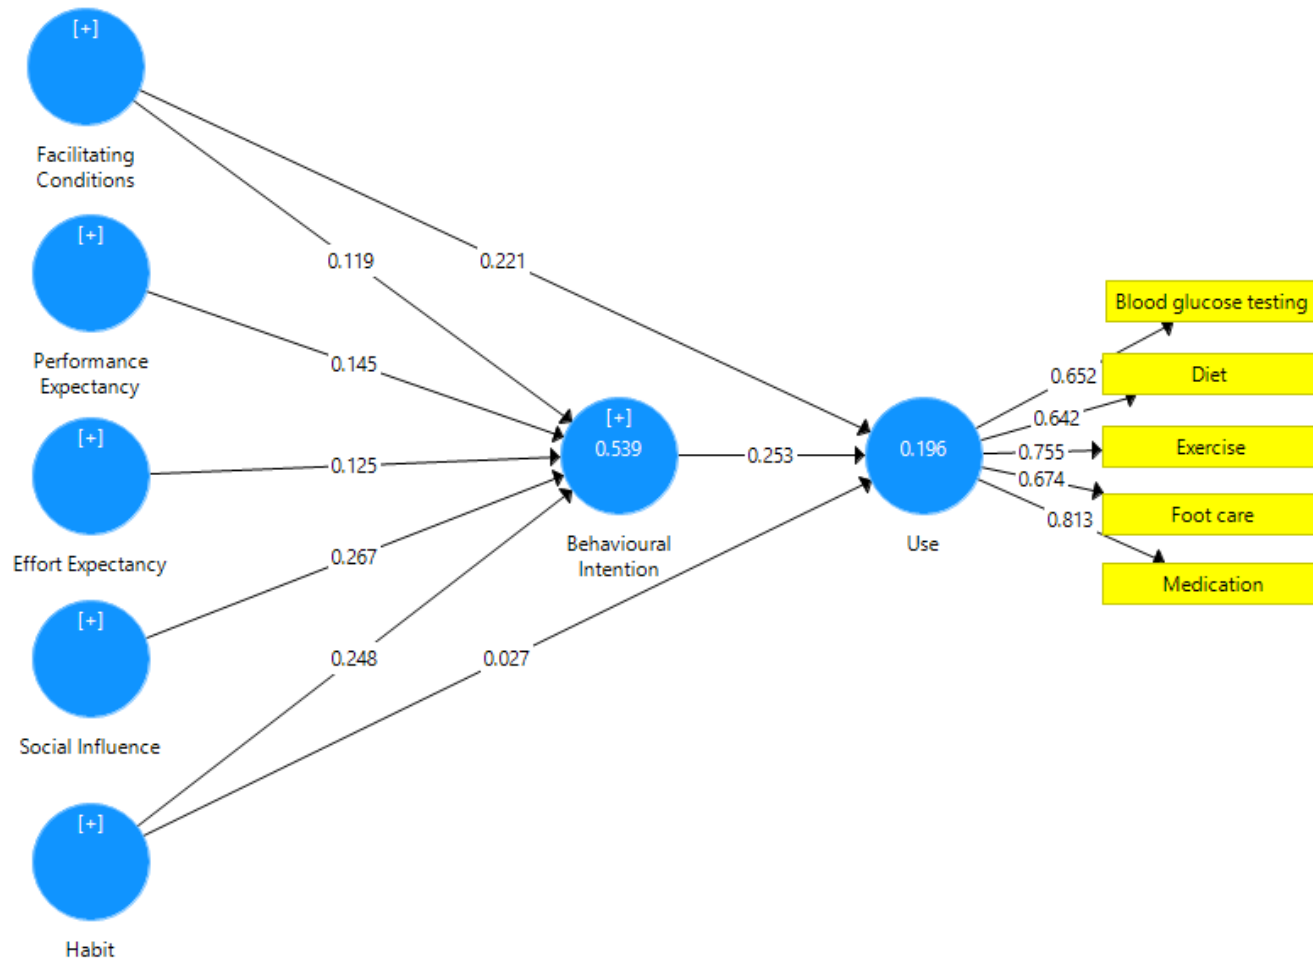 [+]
Facilitating
Conditions
[+]
Performance
Expectancy
[+]
Effort Expectancy
[+]
Social Influence
[+]
Habit
0.119
0.221
0.145
0.125
0.267
0.248
0.027
[+]
0.539
Behavioural
Intention
0.253
0.196
Use
0.652
0.642
0.755
0.674
0.813
Blood glucose testing
Diet
Exercise
Foot care
Medication